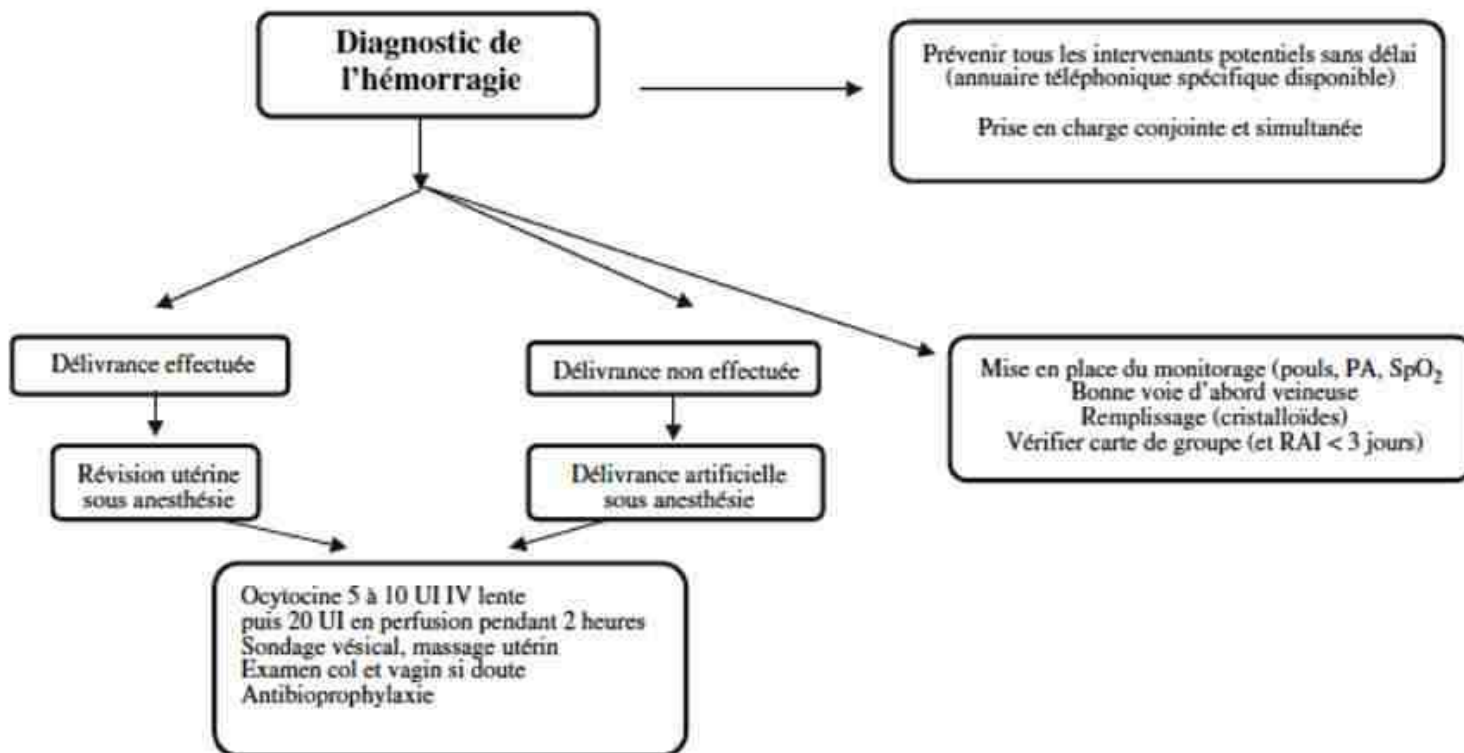 Diagnostic de
l'hémorragie
Prévenir tous les intervenants potentiels sans délai
(annuaire téléphonique spécifique disponible)
Prise en charge conjointe et simultanée
Délivrance effectuée
Délivrance non effectuée
Mise en place du monitorage (pouls, PA, SpO₂
Bonne voie d'abord veineuse
Remplissage (cristalloïdes)
Vérifier carte de groupe (et RAI < 3 jours)
Révision utérine
sous anesthésie
Délivrance artificielle
sous anesthésie
Ocytocine 5 à 10 UI IV lente
puis 20 UI en perfusion pendant 2 heures
Sondage vésical, massage utérin
Examen col et vagin si doute
Antibioprophylaxie